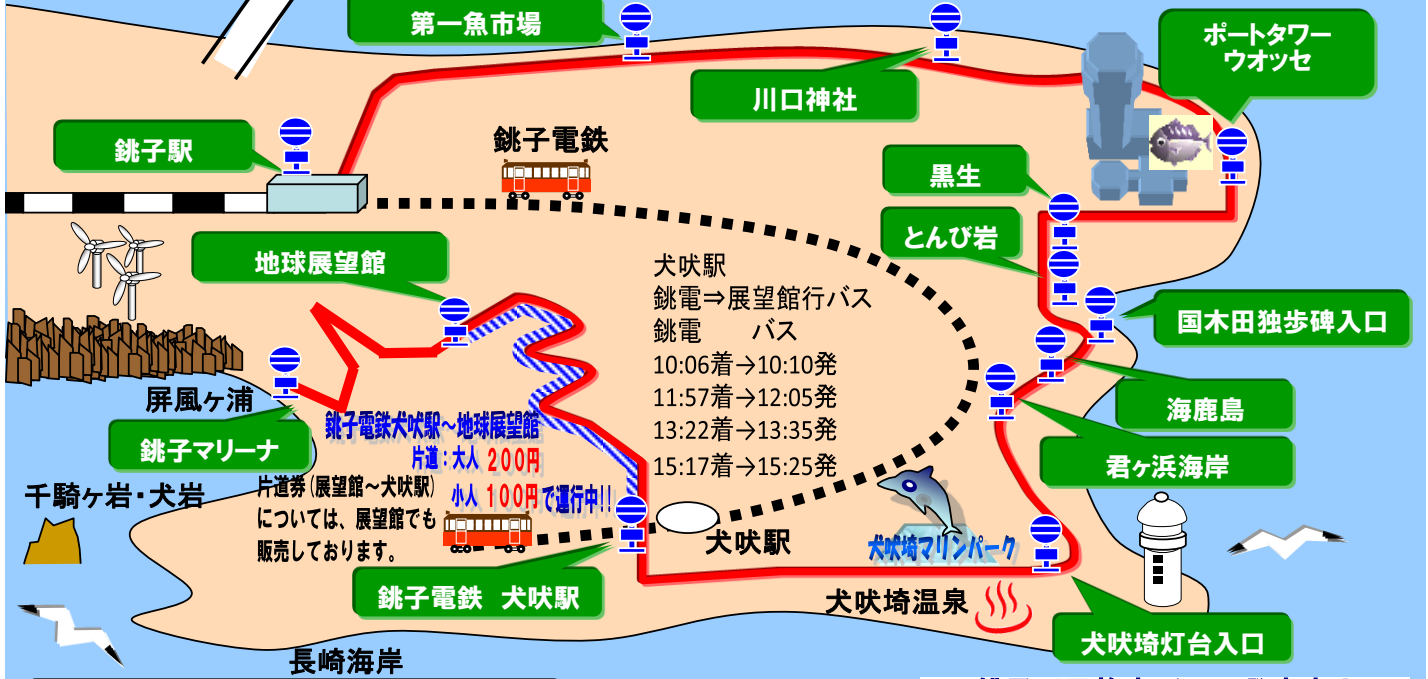 第一魚市場
ポートタワー
ウオッセ
川口神社
銚子駅
銚子電鉄
黒生
とんび岩
地球展望館
犬吠駅
銚電⇒展望館行バス
銚電 バス
10:06着→10:10発
11:57着→12:05発
13:22着→13:35発
15:17着→15:25発
国木田独歩碑入口
海鹿島
君ヶ浜海岸
屏風ヶ浦
銚子マリーナ
銚子電鉄犬吠駅~地球展望館
片道:大人 200円
小人 100円で運行中!!
片道券(展望館~犬吠駅)
については、展望館でも
販売しております。
千騎ヶ岩・犬岩
犬吠駅
犬吠埼マリンパーク
銚子電鉄 犬吠駅
犬吠埼温泉
犬吠埼灯台入口
長崎海岸